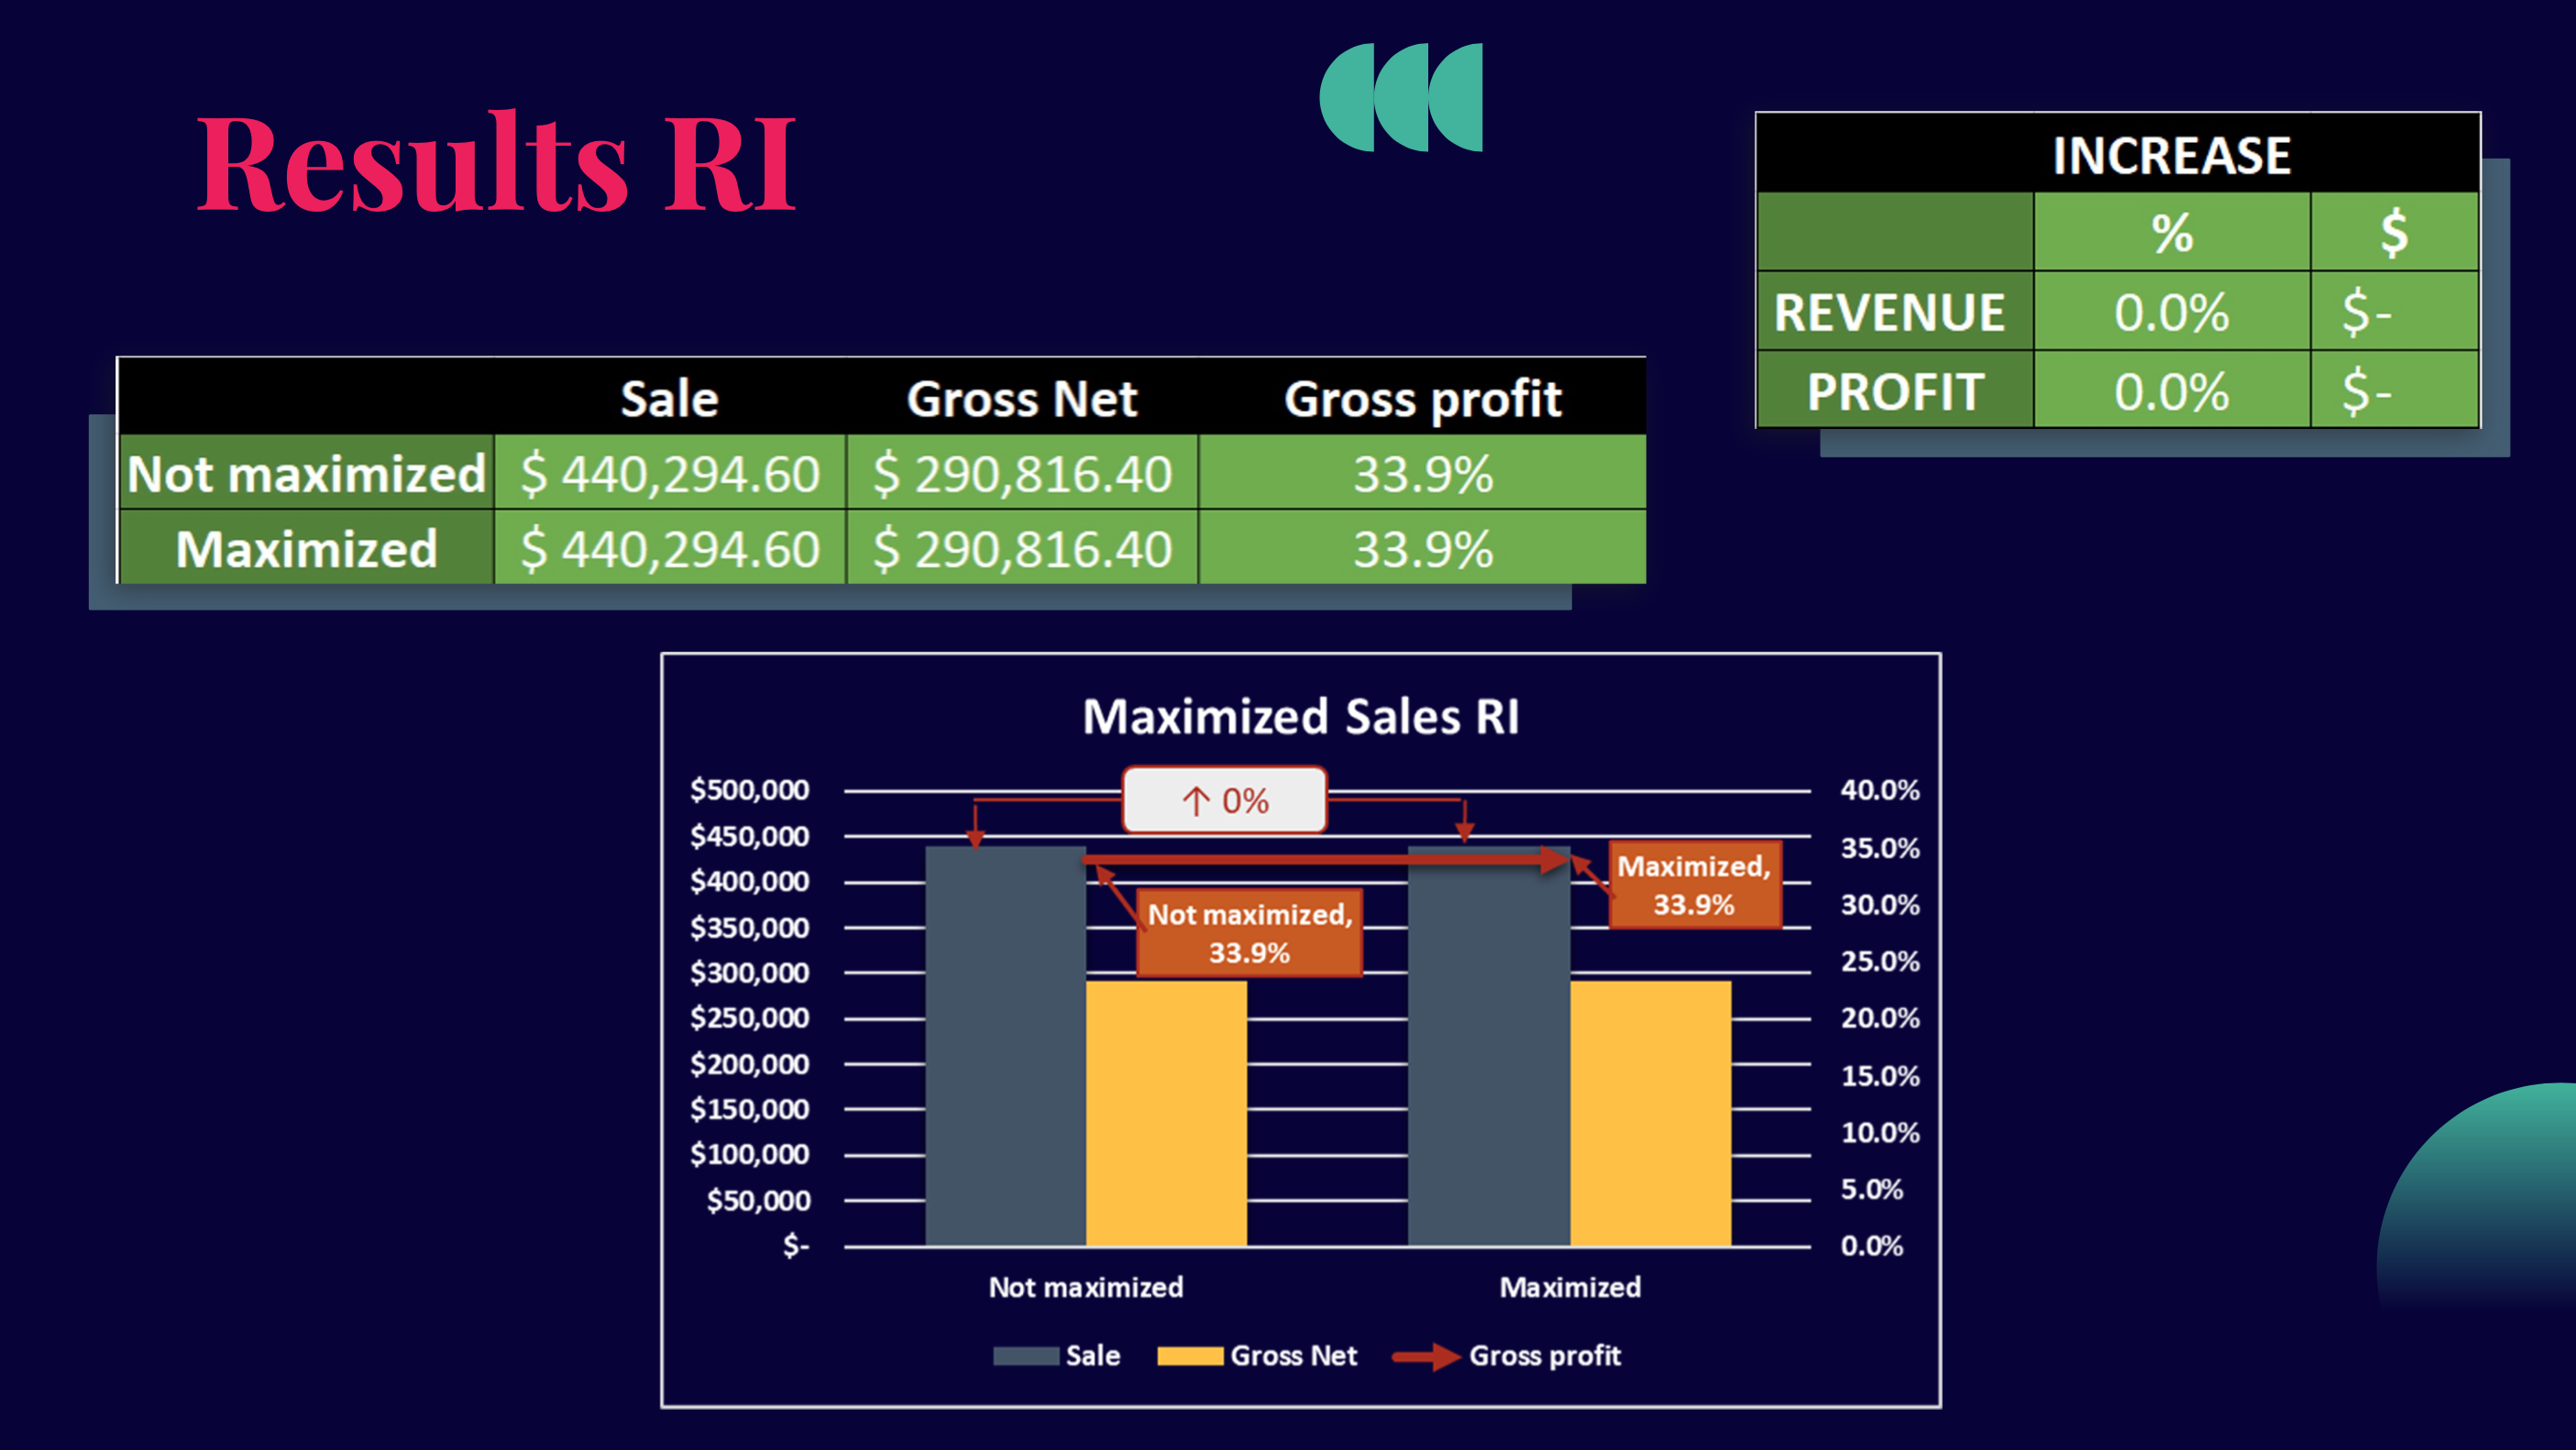 Results RI
INCREASE
% $
REVENUE 0.0% $-
PROFIT 0.0% $-
Sale Gross Net Gross profit
Not maximized $ 440,294.60 $ 290,816.40 33.9%
Maximized $ 440,294.60 $ 290,816.40 33.9%
Maximized Sales RI
↑ 0%
$500,000
$450,000
$400,000
$350,000
$300,000
$250,000
$200,000
$150,000
$100,000
$50,000
$-
Not maximized,
33.9%
Maximized,
33.9%
40.0%
35.0%
30.0%
25.0%
20.0%
15.0%
10.0%
5.0%
0.0%
Not maximized Maximized
Sale Gross Net Gross profit